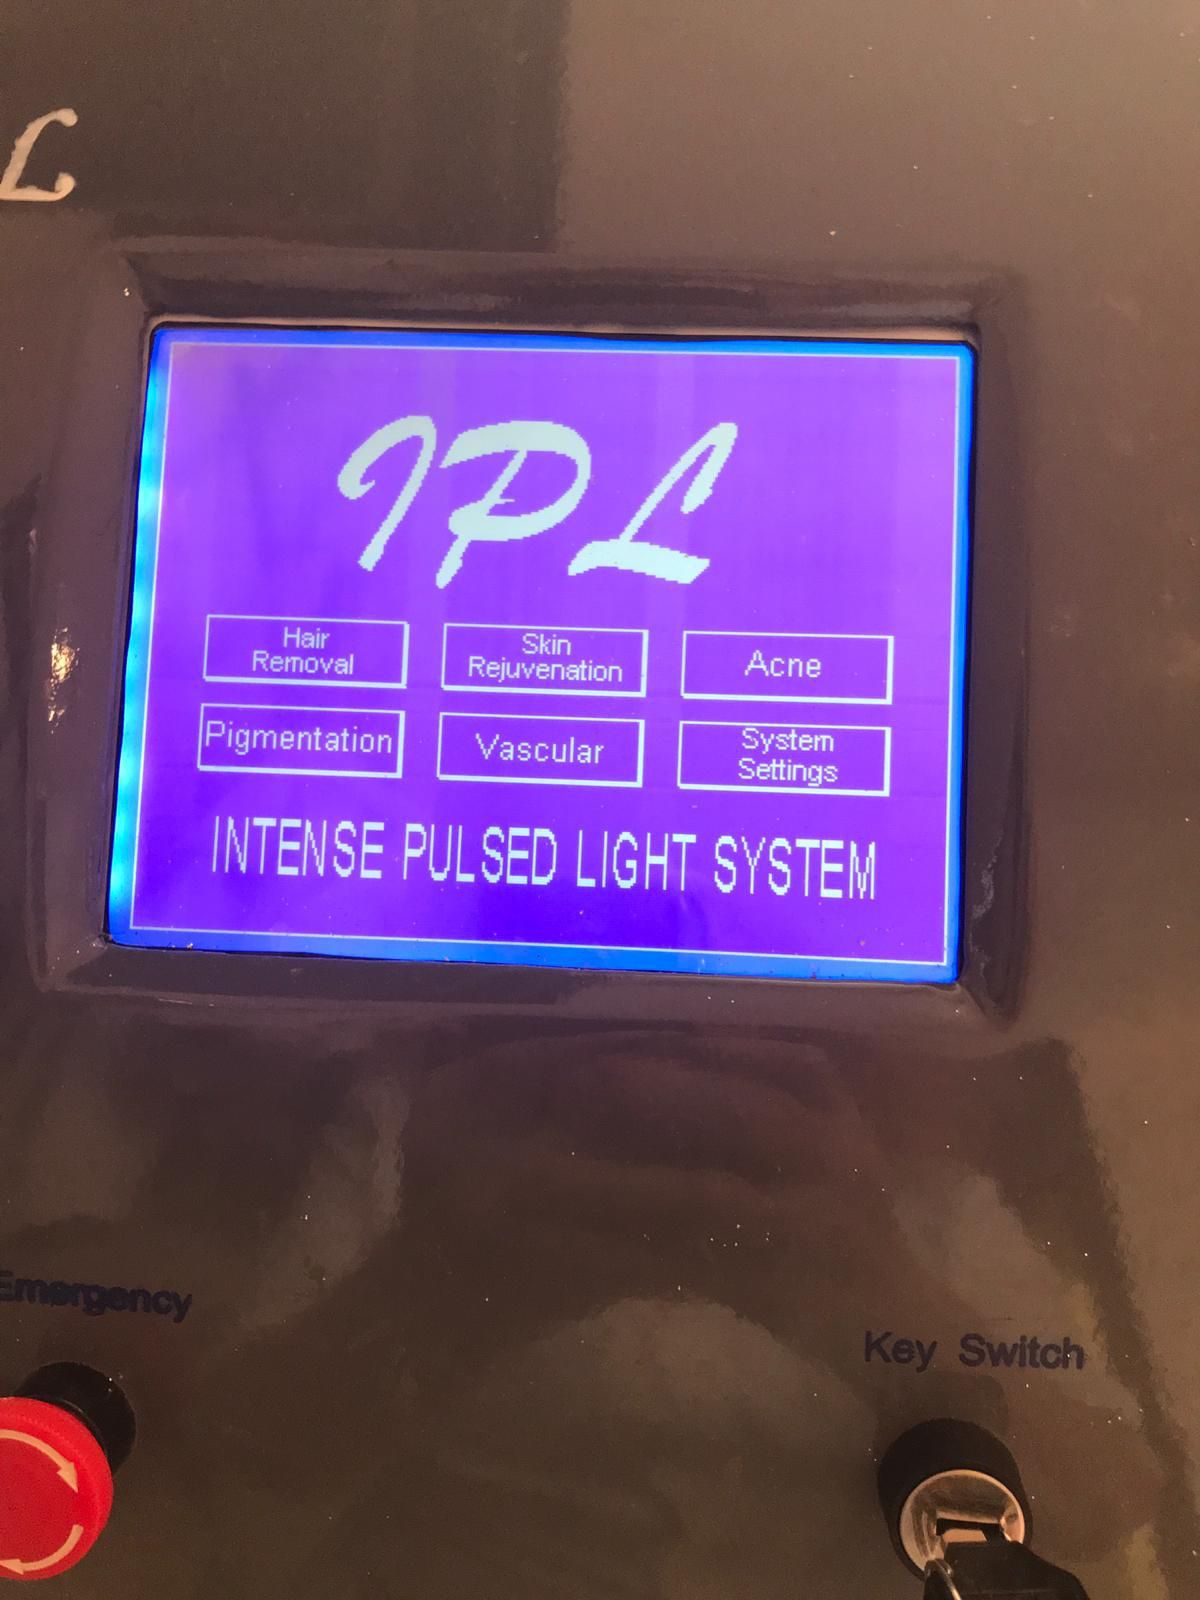 L
IPL
Hair
Removal
Skin
Rejuvenation
Acne
Pigmentation
Vascular
System
Settings
INTENSE PULSED LIGHT SYSTEM
Emergency
Key Switch